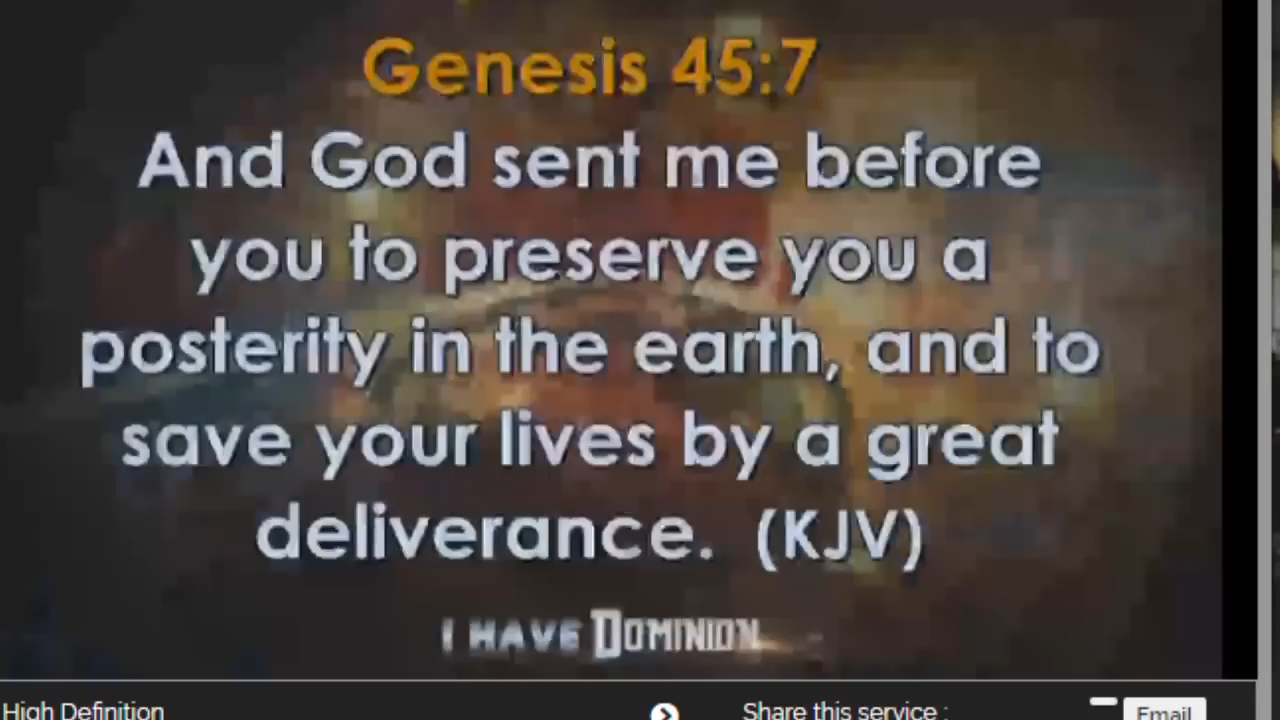 Genesis 45:7
And God sent me before
you to preserve you a
posterity in the earth, and to
save your lives by a great
deliverance. (KJV)
I HAVE DOMINION
High Definition
Share this service :
Email